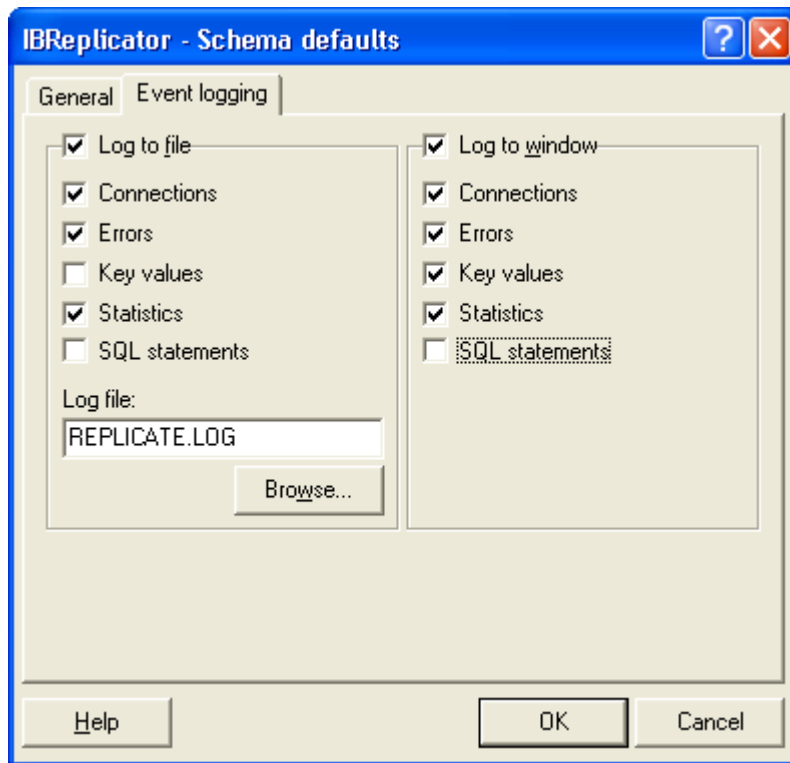 IBReplicator - Schema defaults
General
Event logging
Log to file
Connections
Errors
Key values
Statistics
SQL statements
Log file:
REPLICATE.LOG
Browse...
Log to window
Connections
Errors
Key values
Statistics
SQL statements
Help
OK
Cancel